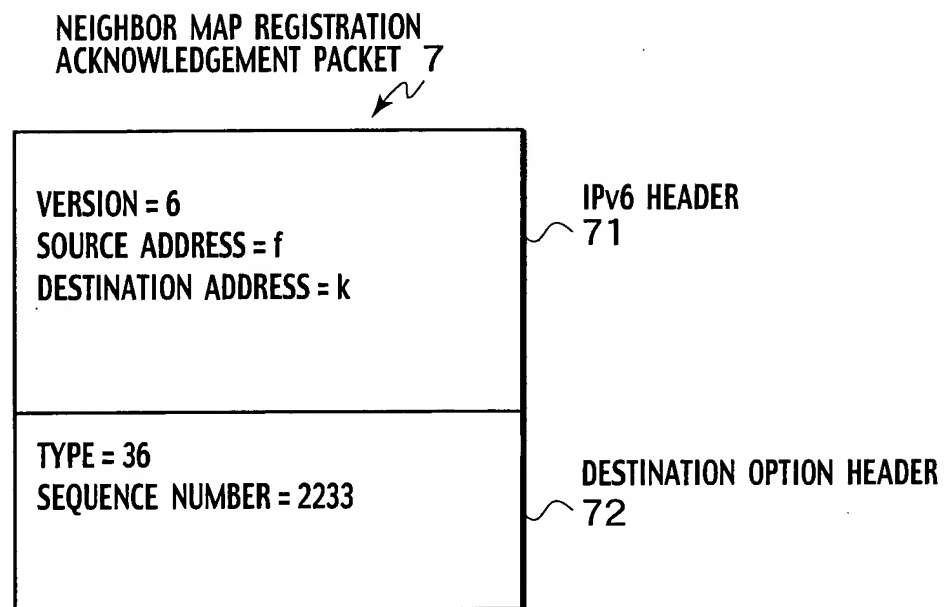 NEIGHBOR MAP REGISTRATION
ACKNOWLEDGEMENT PACKET 7
VERSION = 6
SOURCE ADDRESS = f
DESTINATION ADDRESS = k
IPv6 HEADER
71
TYPE = 36
SEQUENCE NUMBER = 2233
DESTINATION OPTION HEADER
72